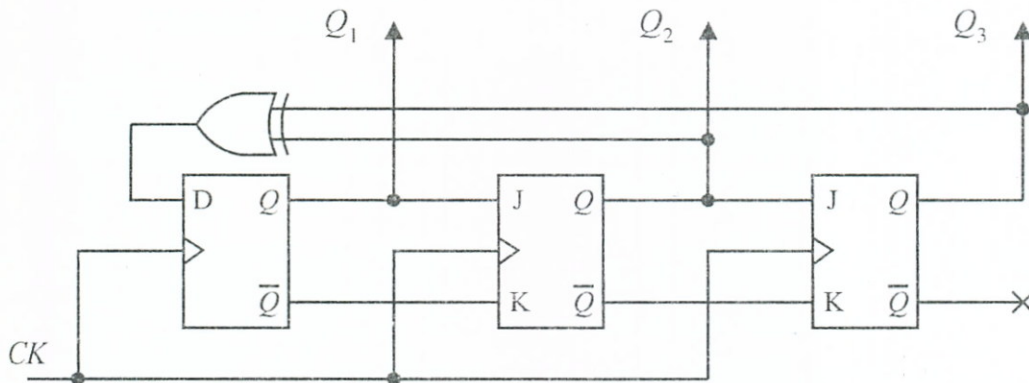 Q₁ Q₂ Q₃
D Q J Q J Q
Q̅ K Q̅ K Q̅
CK